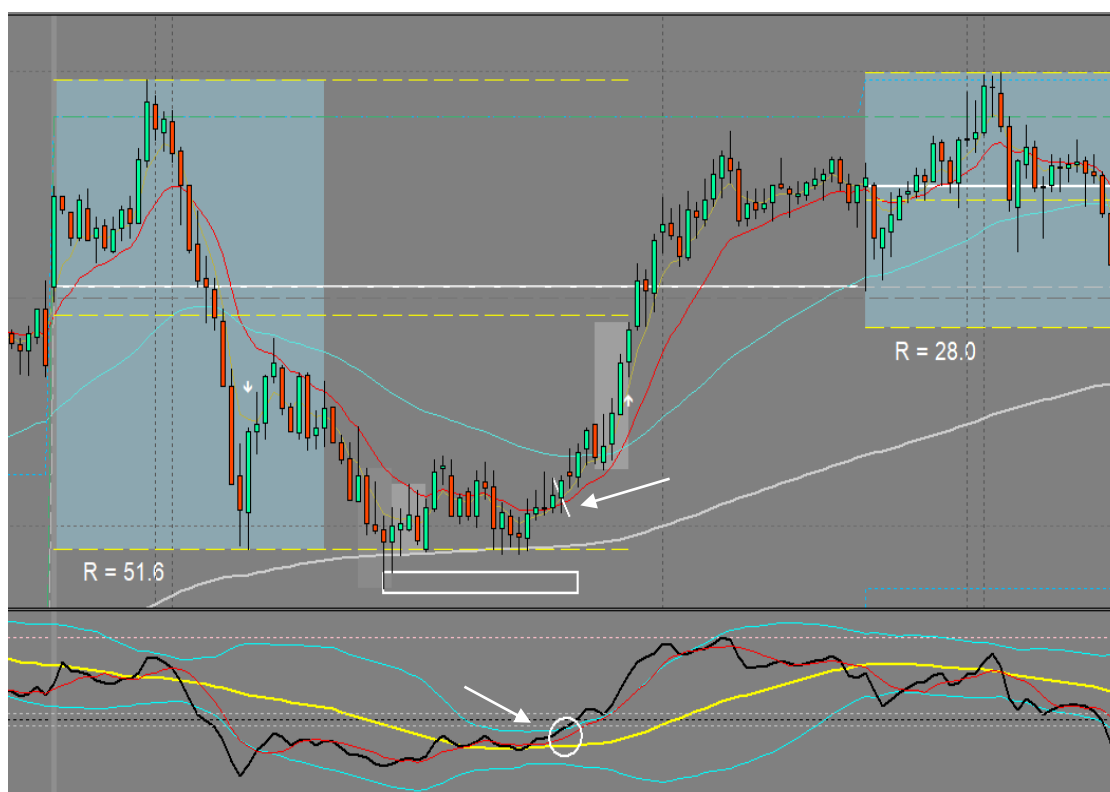 R = 51.6
R = 28.0